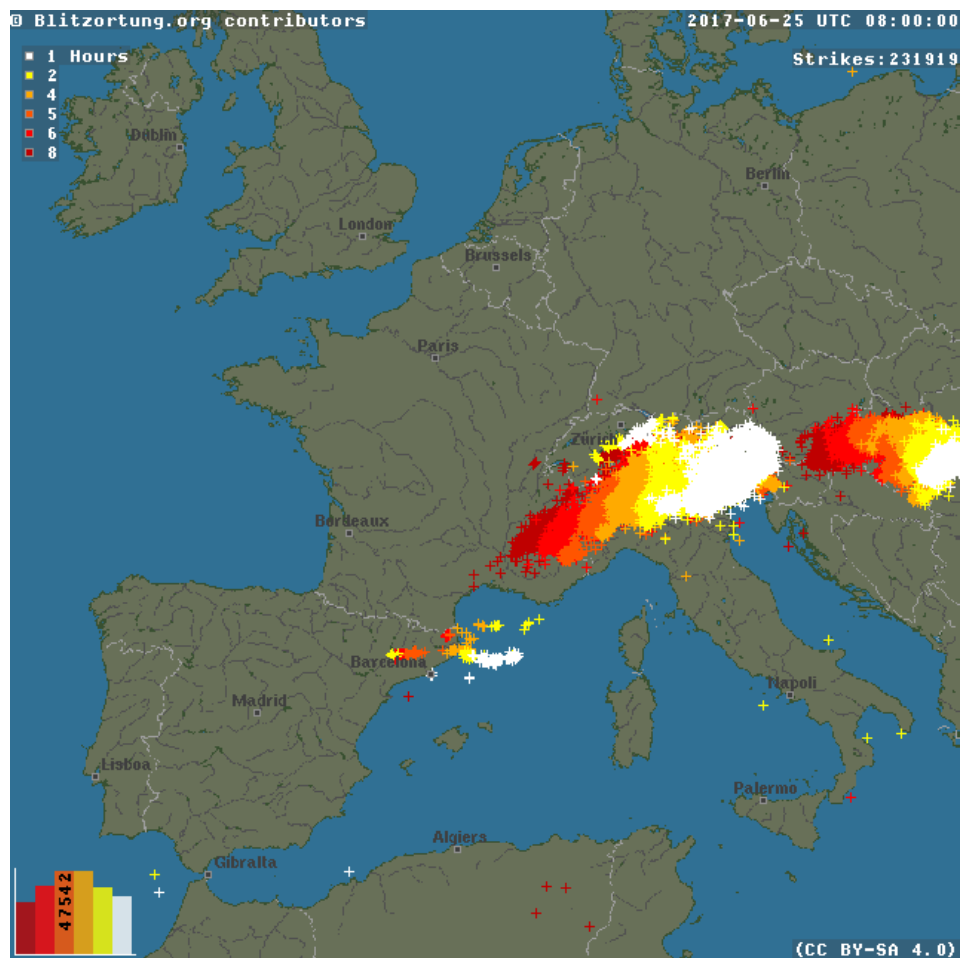 © Blitzortung.org contributors
2017-06-25 UTC 08:00:00
Strikes:231919
1 Hours
2
4
5
6
8
Dublin
Berlin
London
Brussels
Paris
Zürich
Bordeaux
Barcelona
Madrid
Napoli
Lisboa
Palermo
Algiers
Gibralta
47542
(CC BY-SA 4.0)